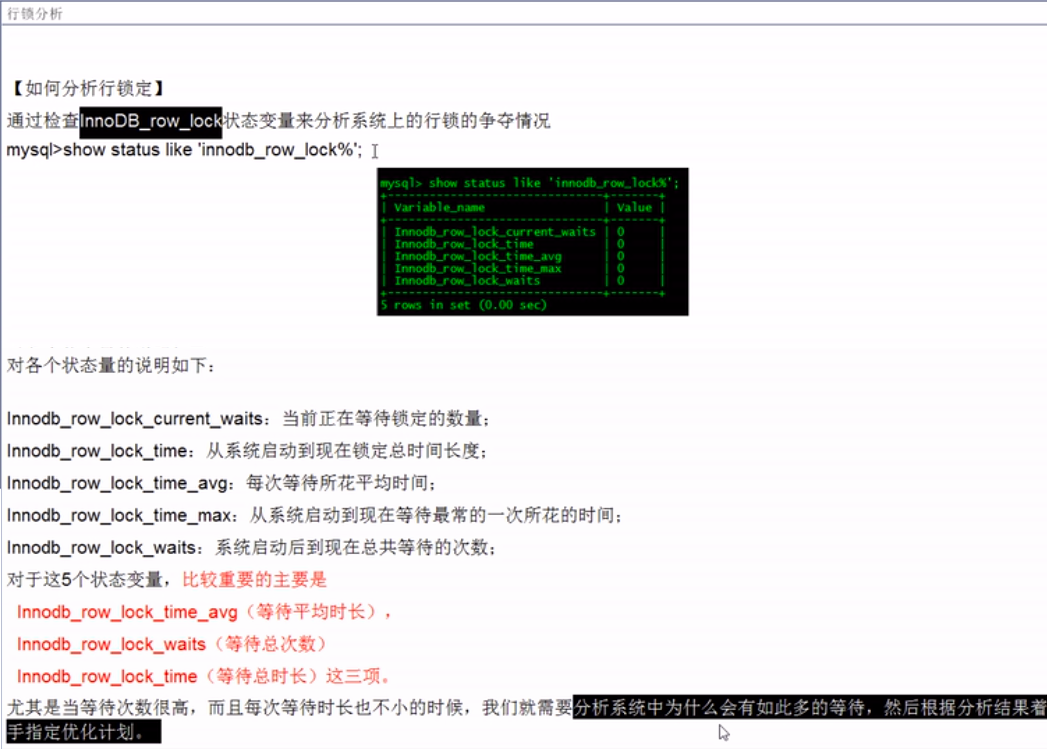 行锁分析
【如何分析行锁定】
通过检查InnoDB_row_lock状态变量来分析系统上的行锁的争夺情况
mysql>show status like 'innodb_row_lock%';
mysql> show status like 'innodb_row_lock%';
+-------------------------------+-------+
| Variable_name | Value |
+-------------------------------+-------+
| Innodb_row_lock_current_waits | 0 |
| Innodb_row_lock_time | 0 |
| Innodb_row_lock_time_avg | 0 |
| Innodb_row_lock_time_max | 0 |
| Innodb_row_lock_waits | 0 |
+-------------------------------+-------+
5 rows in set (0.00 sec)
对各个状态量的说明如下：
Innodb_row_lock_current_waits：当前正在等待锁定的数量；
Innodb_row_lock_time：从系统启动到现在锁定总时间长度；
Innodb_row_lock_time_avg：每次等待所花平均时间；
Innodb_row_lock_time_max：从系统启动到现在等待最常的一次所花的时间；
Innodb_row_lock_waits：系统启动后到现在总共等待的次数；
对于这5个状态变量，比较重要的主要是
Innodb_row_lock_time_avg（等待平均时长），
Innodb_row_lock_waits（等待总次数）
Innodb_row_lock_time（等待总时长）这三项。
尤其是当等待次数很高，而且每次等待时长也不小的时候，我们就需要分析系统中为什么会有如此多的等待，然后根据分析结果着
手指定优化计划。